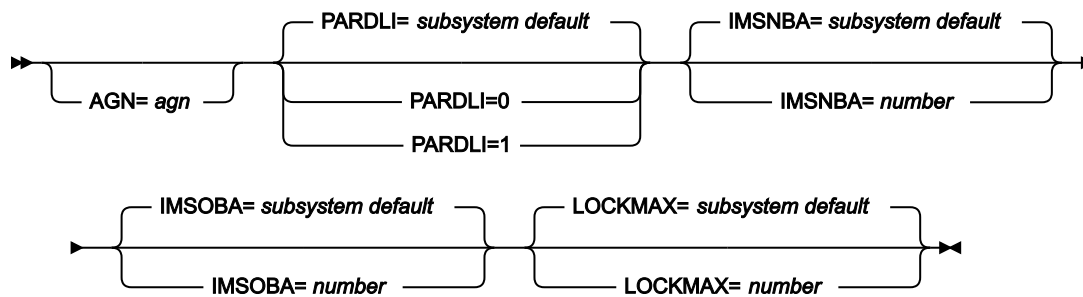 PARDLI= subsystem default
IMSNBA= subsystem default
AGN= agn
PARDLI=0
IMSNBA= number
PARDLI=1
IMSOBA= subsystem default
LOCKMAX= subsystem default
IMSOBA= number
LOCKMAX= number